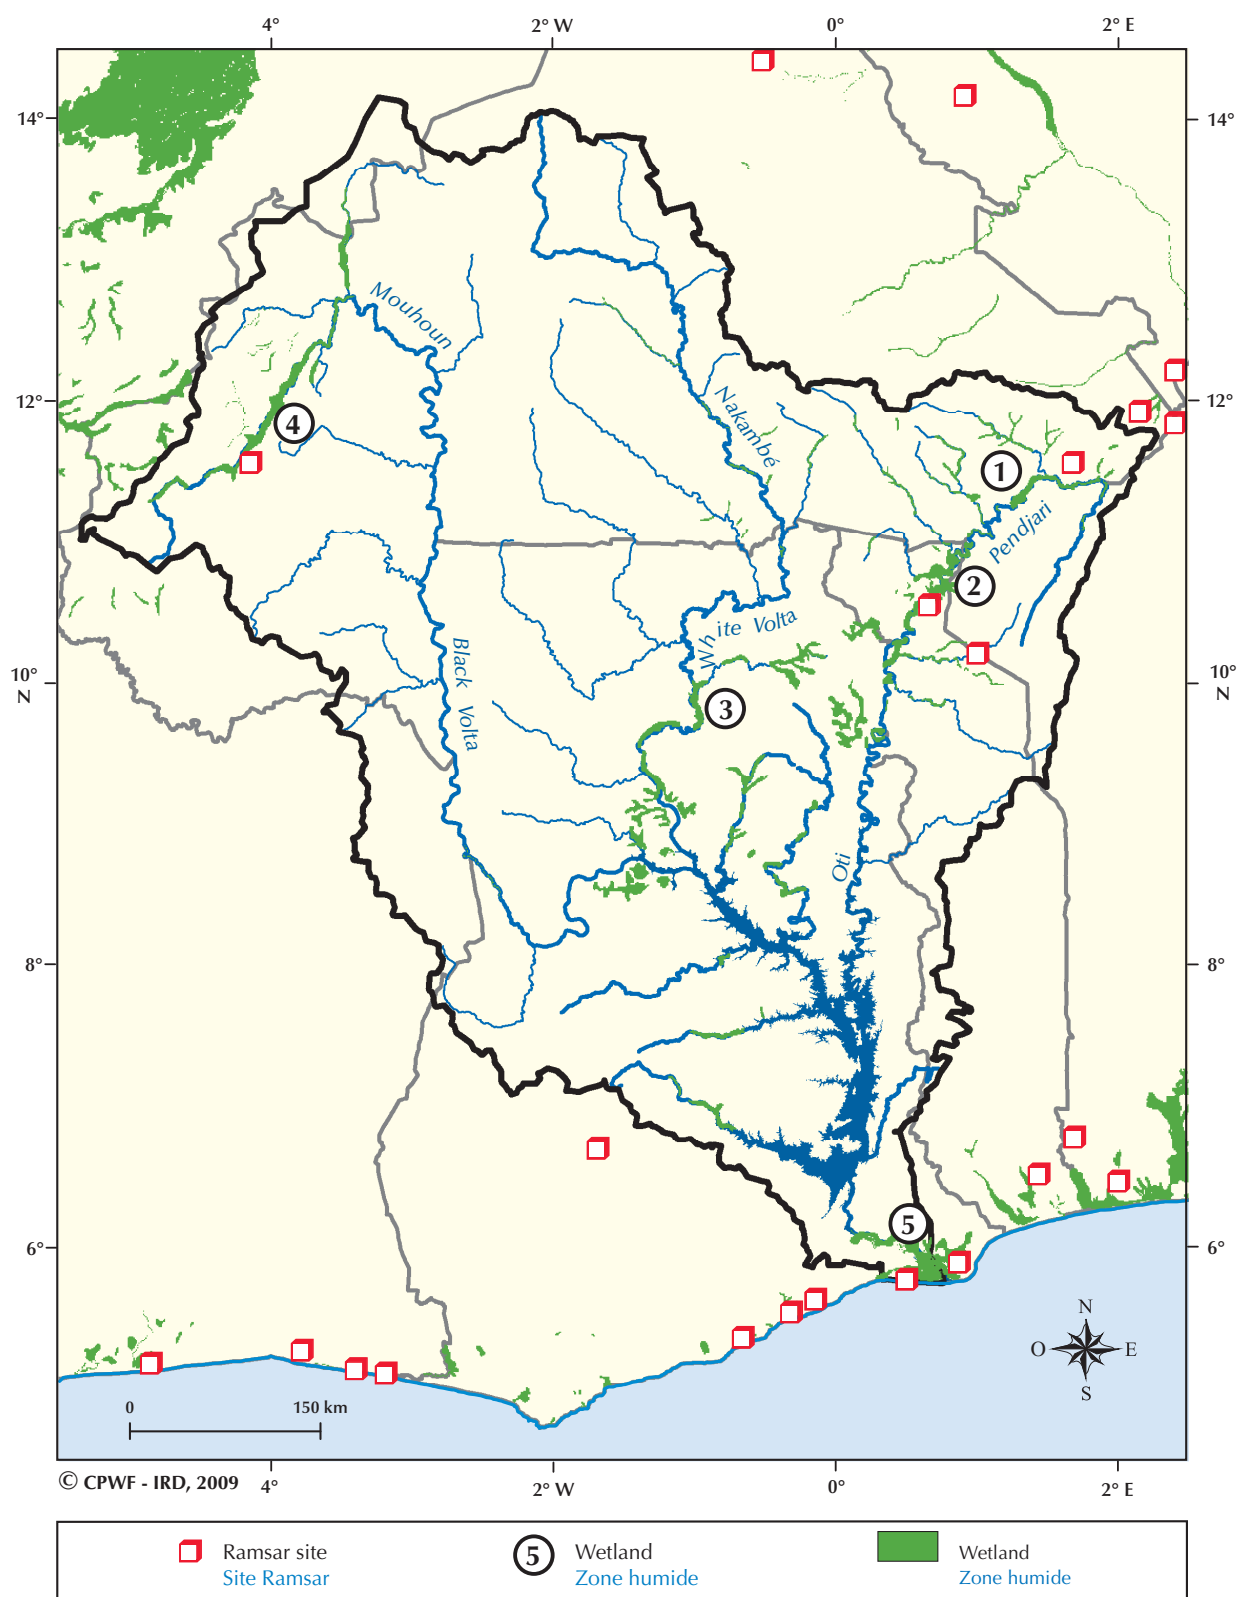 4°
2° W
0°
2° E
14°
14°
Mouhoun
12°
12°
Nakambé
4
1
Pendjari
2
White Volta
Black Volta
10°
N
10°
N
3
Oti
8°
8°
5
6°
6°
N
O
E
S
0
150 km
© CPWF - IRD, 2009
4°
2° W
0°
2° E
Ramsar site
Site Ramsar
5
Wetland
Zone humide
Wetland
Zone humide